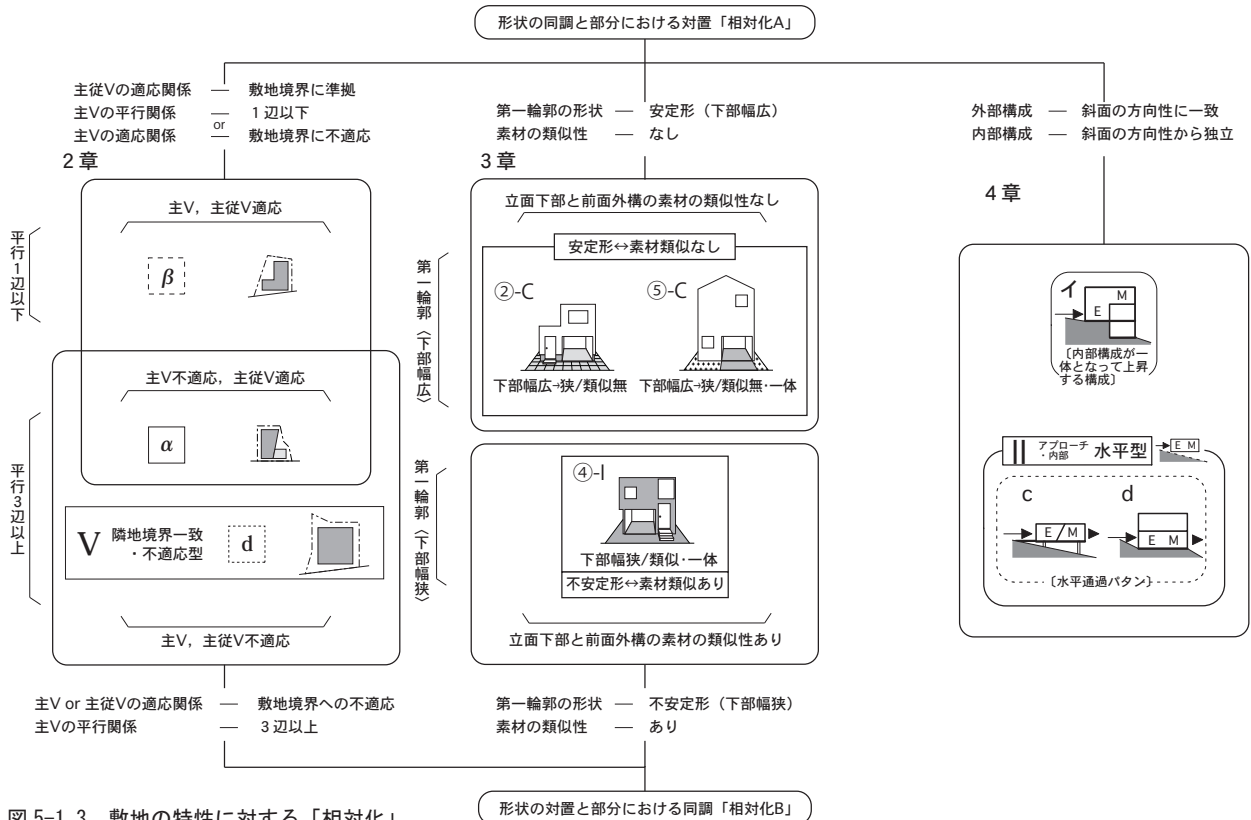 形状の同調と部分における対置「相対化A」
主従Vの適応関係 — 敷地境界に準拠
主Vの平行関係 — 1辺以下
or
主Vの適応関係 — 敷地境界に不適応
2章
主V，主従V適応
平行1辺以下
β
主V不適応，主従V適応
α
平行3辺以上
V 隣地境界一致
・不適応型
d
主V，主従V不適応
主V or 主従Vの適応関係 — 敷地境界への不適応
主Vの平行関係 — 3辺以上
第一輪郭の形状 — 安定形（下部幅広）
素材の類似性 — なし
3章
立面下部と前面外構の素材の類似性なし
安定形↔素材類似なし
第一輪郭〈下部幅広〉
②-C
⑤-C
下部幅広→狭/類似無
下部幅広→狭/類似無･一体
第一輪郭〈下部幅狭〉
④-I
下部幅狭/類似･一体
不安定形↔素材類似あり
立面下部と前面外構の素材の類似性あり
第一輪郭の形状 — 不安定形（下部幅狭）
素材の類似性 — あり
外部構成 — 斜面の方向性に一致
内部構成 — 斜面の方向性から独立
4章
イ
M
E
〔内部構成が一
体となって上昇
する構成〕
II アプローチ
・内部 水平型
E M
c
d
E/M
E M
〔水平通過パタン〕
形状の対置と部分における同調「相対化B」
図 5-1.3 敷地の特性に対する「相対化」